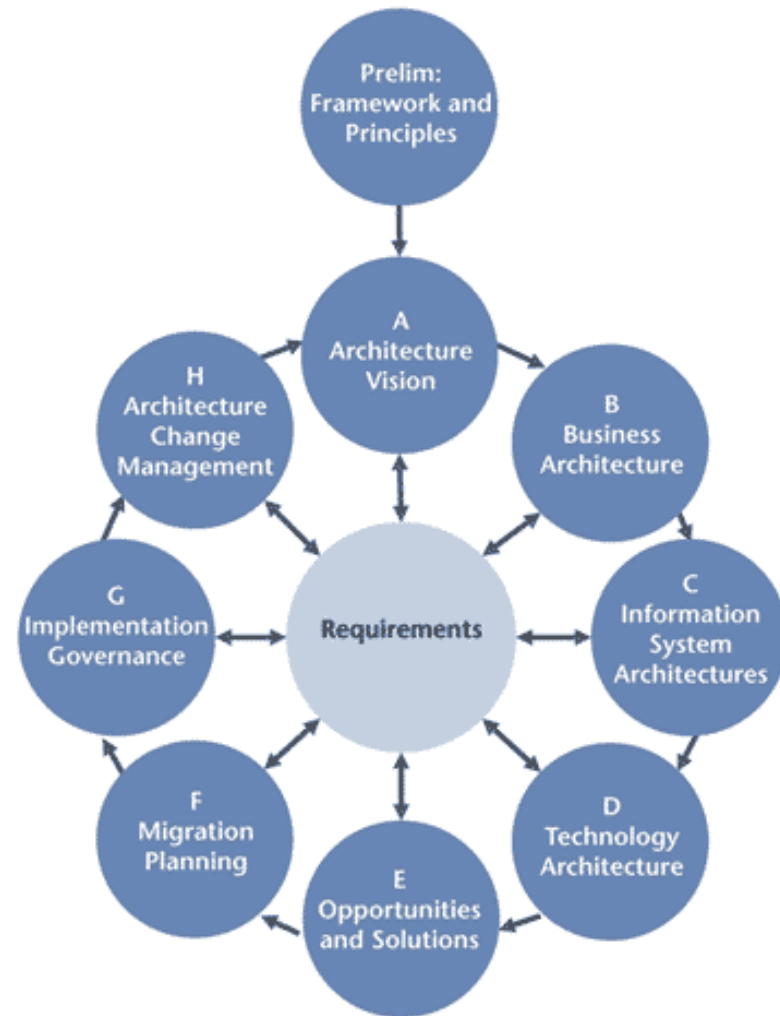 Prelim:
Framework and
Principles
A
Architecture
Vision
H
Architecture
Change
Management
B
Business
Architecture
G
Implementation
Governance
Requirements
C
Information
System
Architectures
F
Migration
Planning
D
Technology
Architecture
E
Opportunities
and Solutions